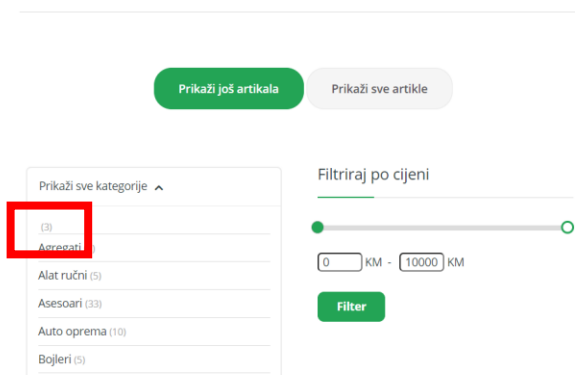 Prikaži još artikala
Prikaži sve artikle
Prikaži sve kategorije
(3)
Agregati
Alat ručni (5)
Asesoari (33)
Auto oprema (10)
Bojleri (5)
Filtriraj po cijeni
0 KM - 10000 KM
Filter